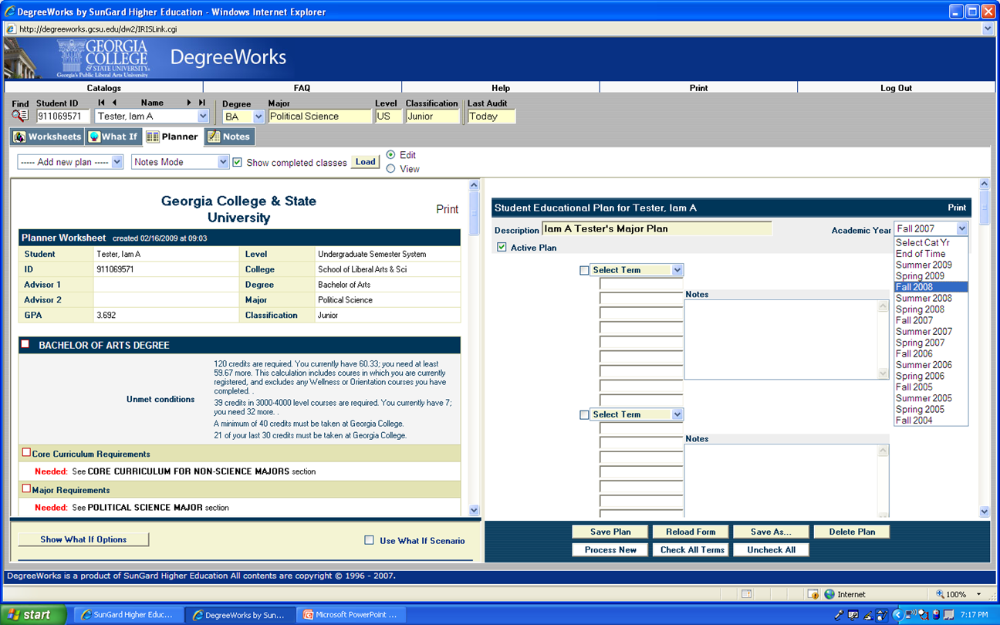 DegreeWorks by SunGard Higher Education - Windows Internet Explorer
http://degreeworks.gcsu.edu/dw2/IRISLink.cgi
GEORGIA
COLLEGE
& STATE
UNIVERSITY
Georgia's Public Liberal Arts University
DegreeWorks
Catalogs FAQ Help Print Log Out
Find Student ID Name Degree Major Level Classification Last Audit
911069571 Tester, Iam A BA Political Science US Junior Today
Worksheets What If Planner Notes
----- Add new plan ----- Notes Mode Show completed classes Load Edit
View
Georgia College & State
University
Print
Planner Worksheet created 02/16/2009 at 09:03
Student Tester, Iam A Level Undergraduate Semester System
ID 911069571 College School of Liberal Arts & Sci
Advisor 1 Degree Bachelor of Arts
Advisor 2 Major Political Science
GPA 3.692 Classification Junior
BACHELOR OF ARTS DEGREE
Unmet conditions
120 credits are required. You currently have 60.33; you need at least
59.67 more. This calculation includes coures in which you are currently
registered, and excludes any Wellness or Orientation courses you have
completed. .
39 credits in 3000-4000 level courses are required. You currently have 7;
you need 32 more. .
A minimum of 40 credits must be taken at Georgia College.
21 of your last 30 credits must be taken at Georgia College.
Core Curriculum Requirements
Needed: See CORE CURRICULUM FOR NON-SCIENCE MAJORS section
Major Requirements
Needed: See POLITICAL SCIENCE MAJOR section
Show What If Options Use What If Scenario
Student Educational Plan for Tester, Iam A Print
Description Iam A Tester's Major Plan Academic Year Fall 2007
Active Plan
Select Term
Notes
Select Term
Notes
Select Cat Yr
End of Time
Summer 2009
Spring 2009
Fall 2008
Summer 2008
Spring 2008
Fall 2007
Summer 2007
Spring 2007
Fall 2006
Summer 2006
Spring 2006
Fall 2005
Summer 2005
Spring 2005
Fall 2004
Save Plan Reload Form Save As... Delete Plan
Process New Check All Terms Uncheck All
DegreeWorks is a product of SunGard Higher Education All contents are copyright © 1996 - 2007.
Internet 100%
start SunGard Higher Educ... DegreeWorks by Sun... Microsoft PowerPoint ... 7:17 PM